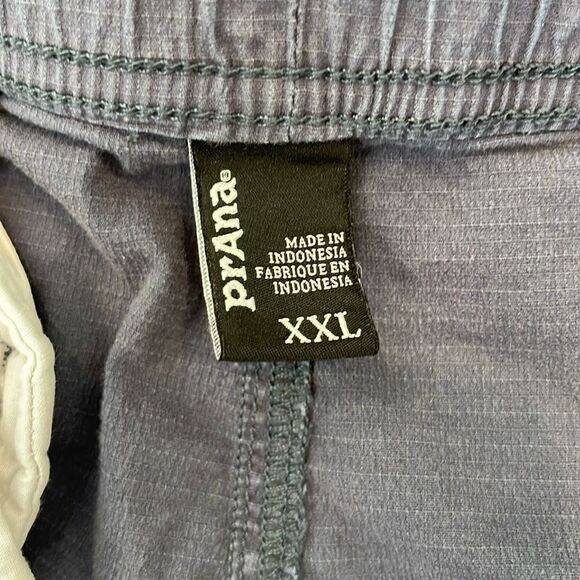 prAna®
MADE IN
INDONESIA
FABRIQUE EN
INDONESIA
XXL